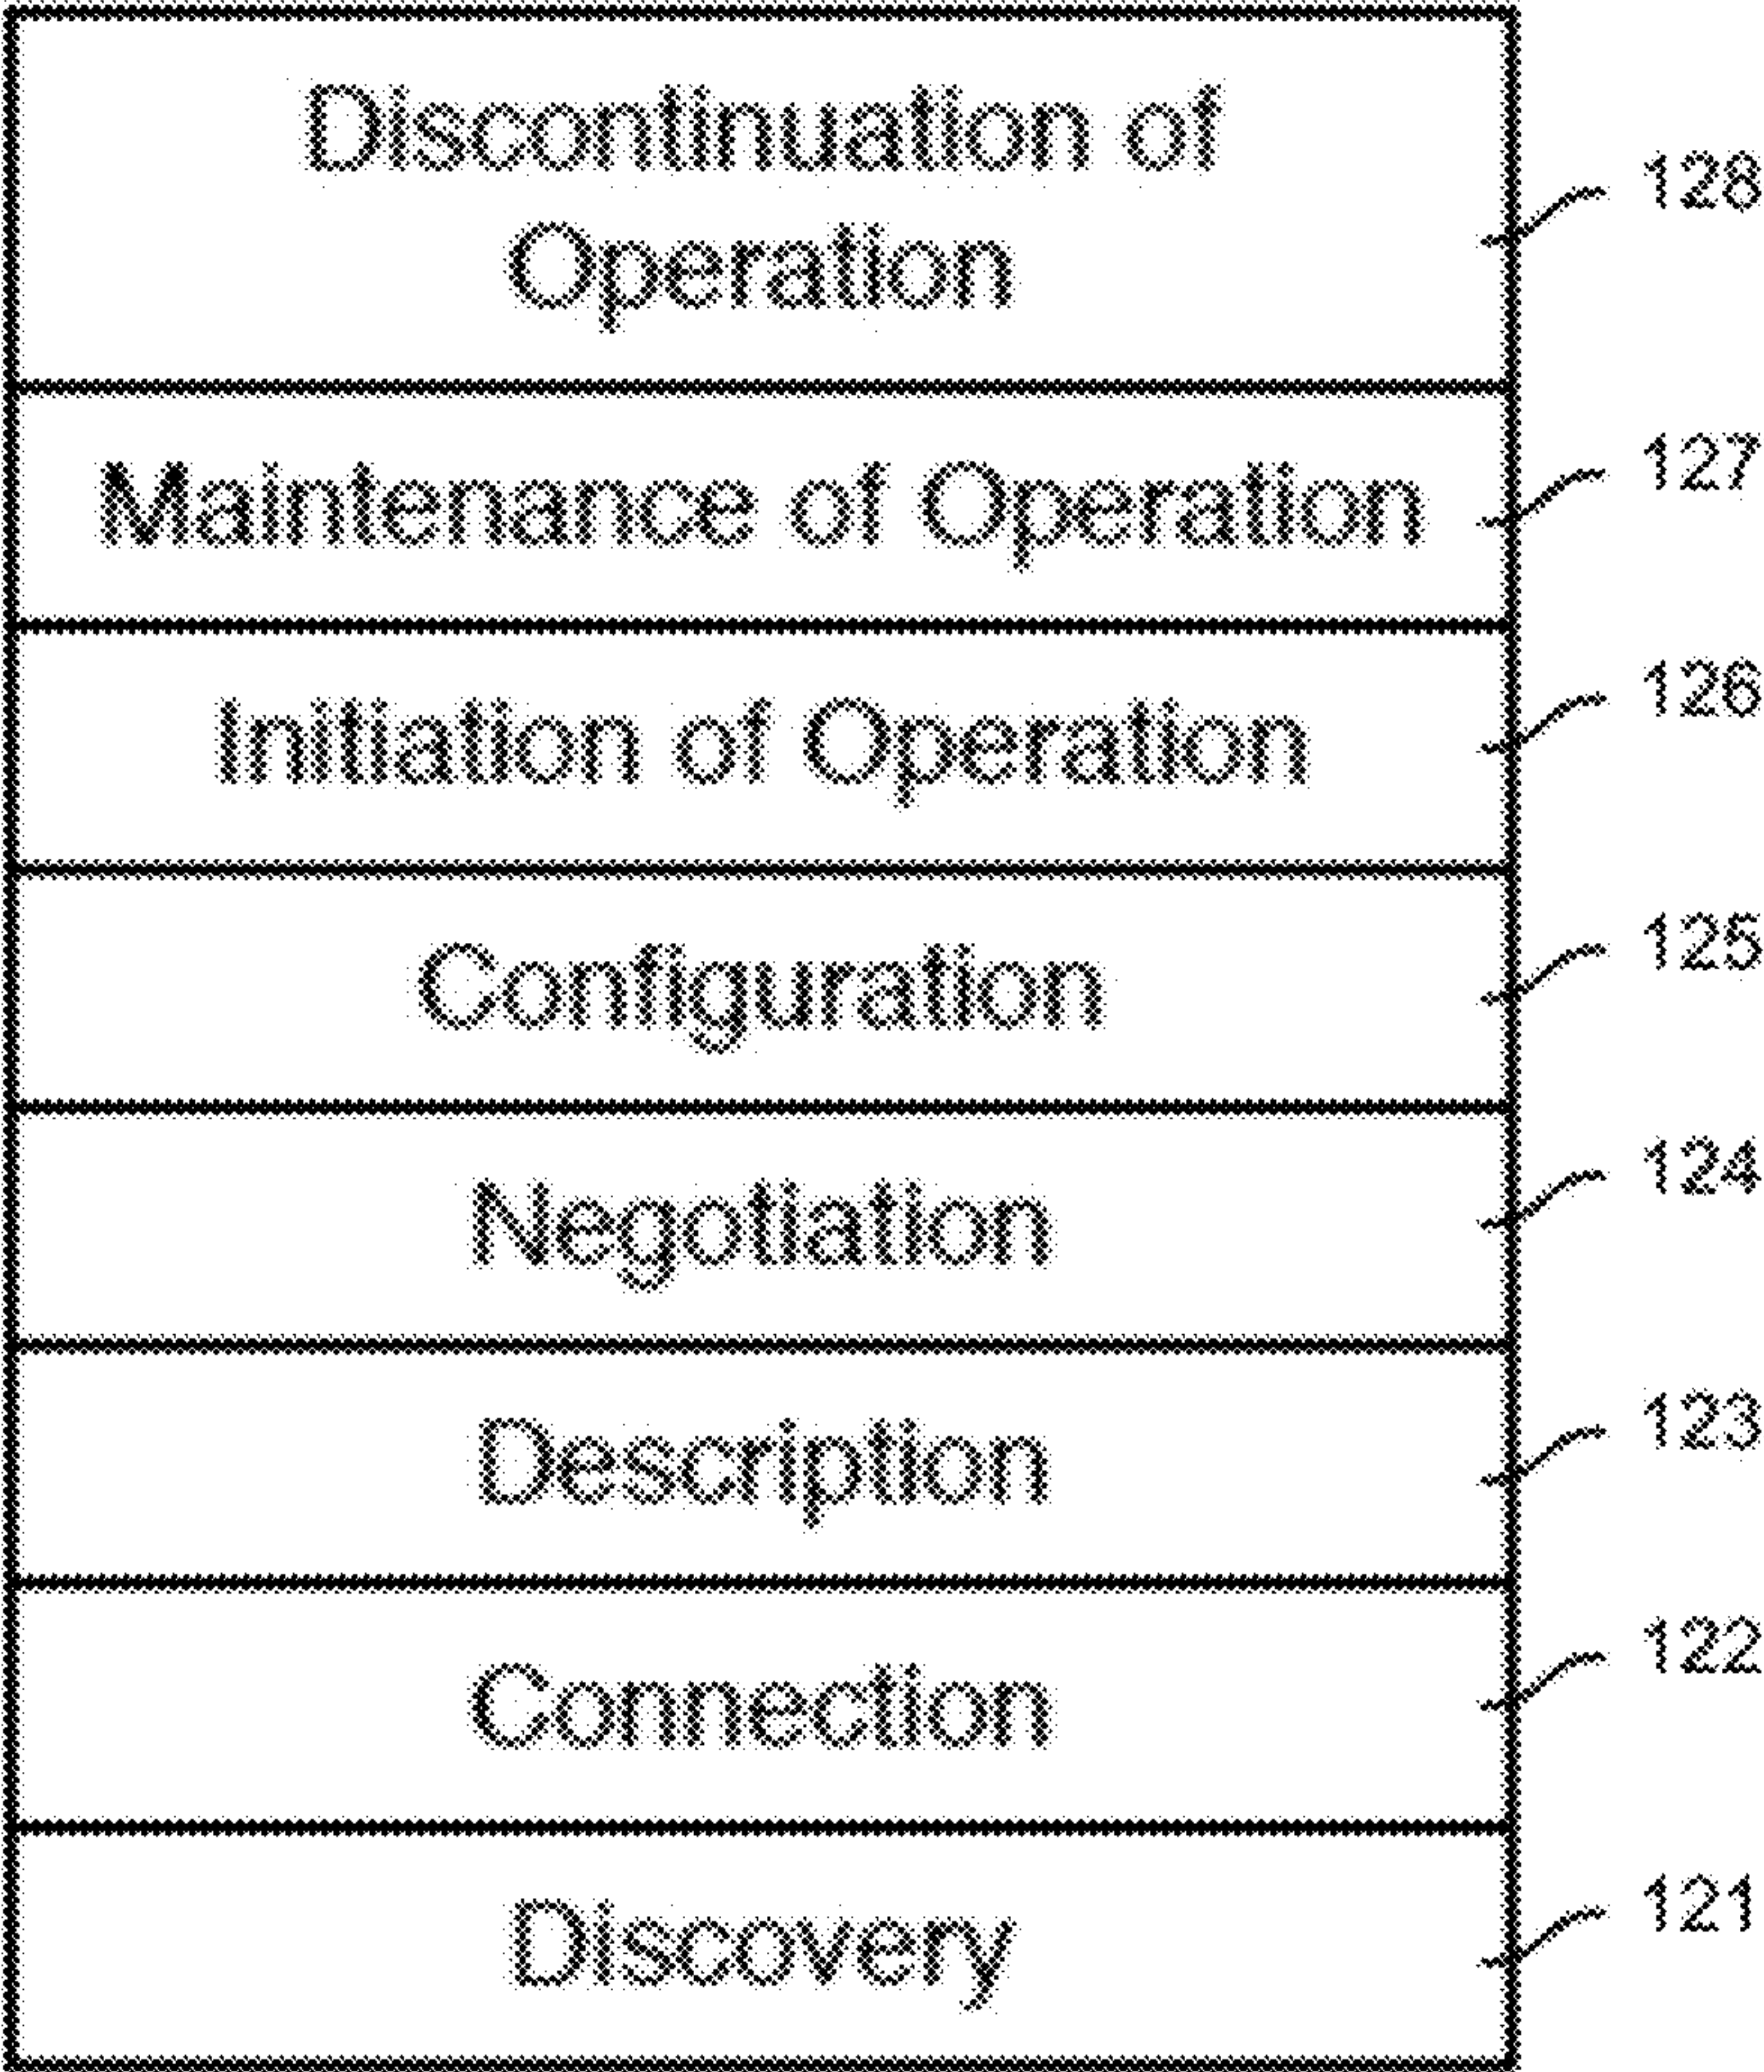 Discontinuation of
Operation
128
Maintenance of Operation
127
Initiation of Operation
126
Configuration
125
Negotiation
124
Description
123
Connection
122
Discovery
121